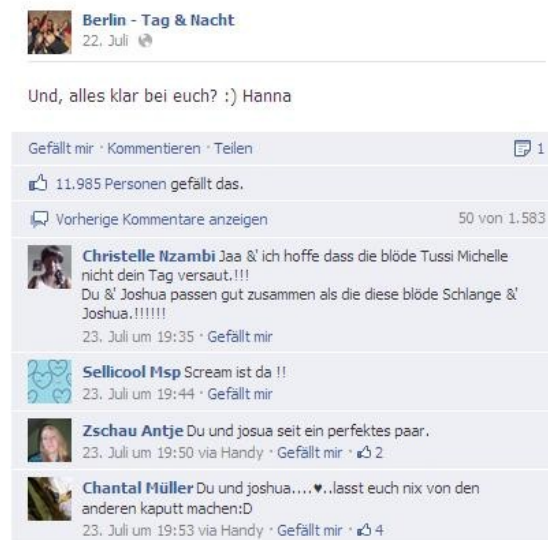 Berlin - Tag & Nacht
22. Juli
Und, alles klar bei euch? :) Hanna
Gefällt mir · Kommentieren · Teilen 1
11.985 Personen gefällt das.
Vorherige Kommentare anzeigen 50 von 1.583
Christelle Nzambi Jaa &' ich hoffe dass die blöde Tussi Michelle
nicht dein Tag versaut.!!!
Du &' Joshua passen gut zusammen als die diese blöde Schlange &'
Joshua.!!!!!!
23. Juli um 19:35 · Gefällt mir
Sellicool Msp Scream ist da !!
23. Juli um 19:44 · Gefällt mir
Zschau Antje Du und josua seit ein perfektes paar.
23. Juli um 19:50 via Handy · Gefällt mir · 2
Chantal Müller Du und joshua....♥..lasst euch nix von den
anderen kaputt machen:D
23. Juli um 19:53 via Handy · Gefällt mir · 4